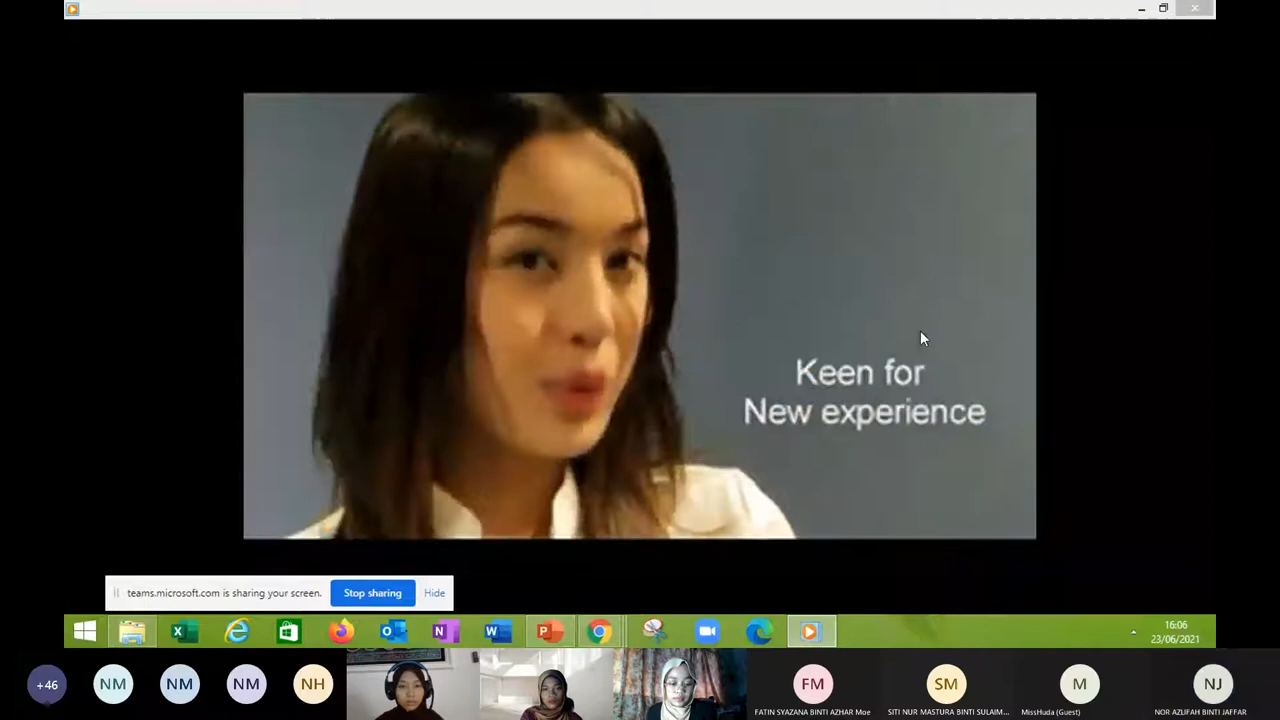 Keen for
New experience
teams.microsoft.com is sharing your screen.
Stop sharing
Hide
16:06
23/06/2021
+46
NM
NM
NM
NH
FM
SM
M
NJ
FATIN SYAZANA BINTI AZHAR Moe
SITI NUR MASTURA BINTI SULAIM...
MissHuda (Guest)
NOR AZLIFAH BINTI JAFFAR